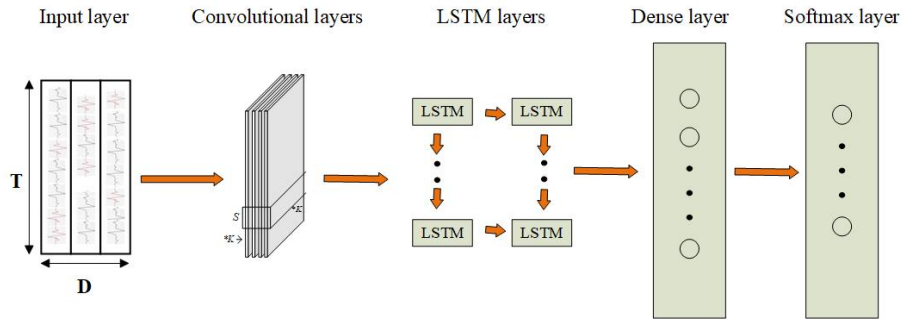 Input layer
Convolutional layers
LSTM layers
Dense layer
Softmax layer
T
D
S
*K
*K
LSTM
LSTM
LSTM
LSTM